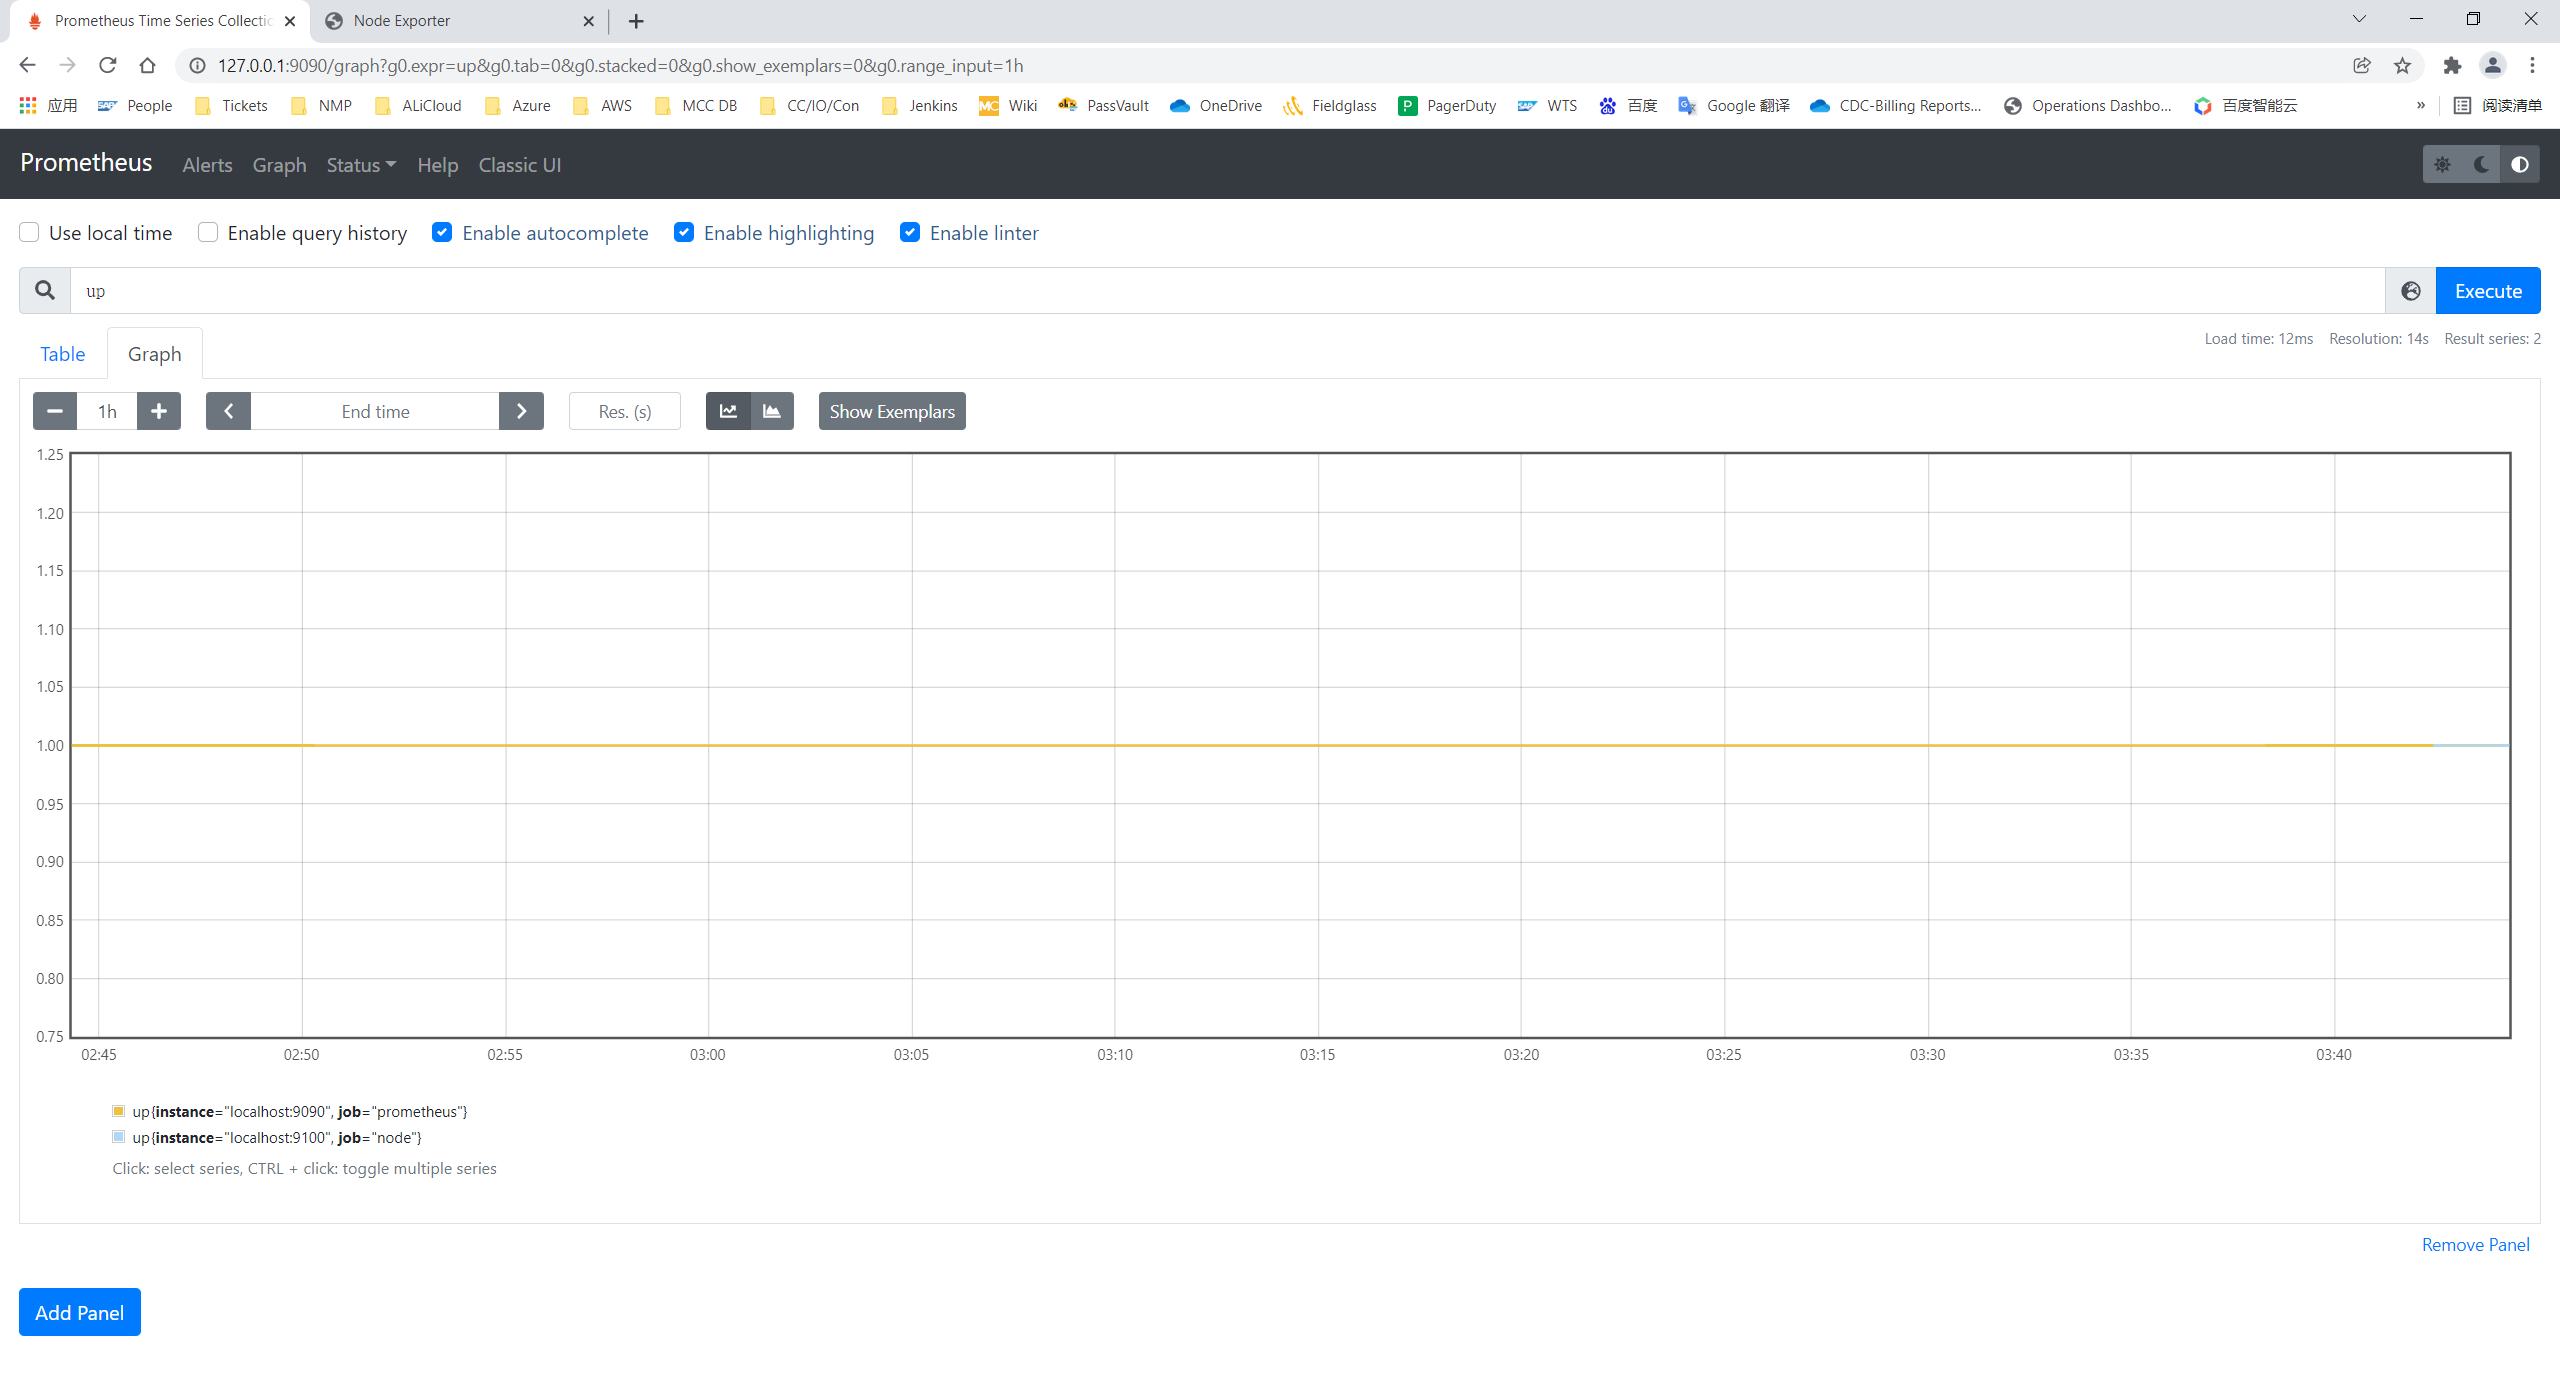 Prometheus Time Series Collectio
Node Exporter
127.0.0.1:9090/graph?g0.expr=up&g0.tab=0&g0.stacked=0&g0.show_exemplars=0&g0.range_input=1h
应用 People Tickets NMP ALiCloud Azure AWS MCC DB CC/IO/Con Jenkins Wiki PassVault OneDrive Fieldglass PagerDuty WTS 百度 Google 翻译 CDC-Billing Reports... Operations Dashbo... 百度智能云 » 阅读清单
Prometheus Alerts Graph Status Help Classic UI
Use local time Enable query history Enable autocomplete Enable highlighting Enable linter
up
Execute
Table Graph
Load time: 12ms Resolution: 14s Result series: 2
1h End time Res. (s) Show Exemplars
1.25
1.20
1.15
1.10
1.05
1.00
0.95
0.90
0.85
0.80
0.75
02:45 02:50 02:55 03:00 03:05 03:10 03:15 03:20 03:25 03:30 03:35 03:40
up{instance="localhost:9090", job="prometheus"}
up{instance="localhost:9100", job="node"}
Click: select series, CTRL + click: toggle multiple series
Remove Panel
Add Panel